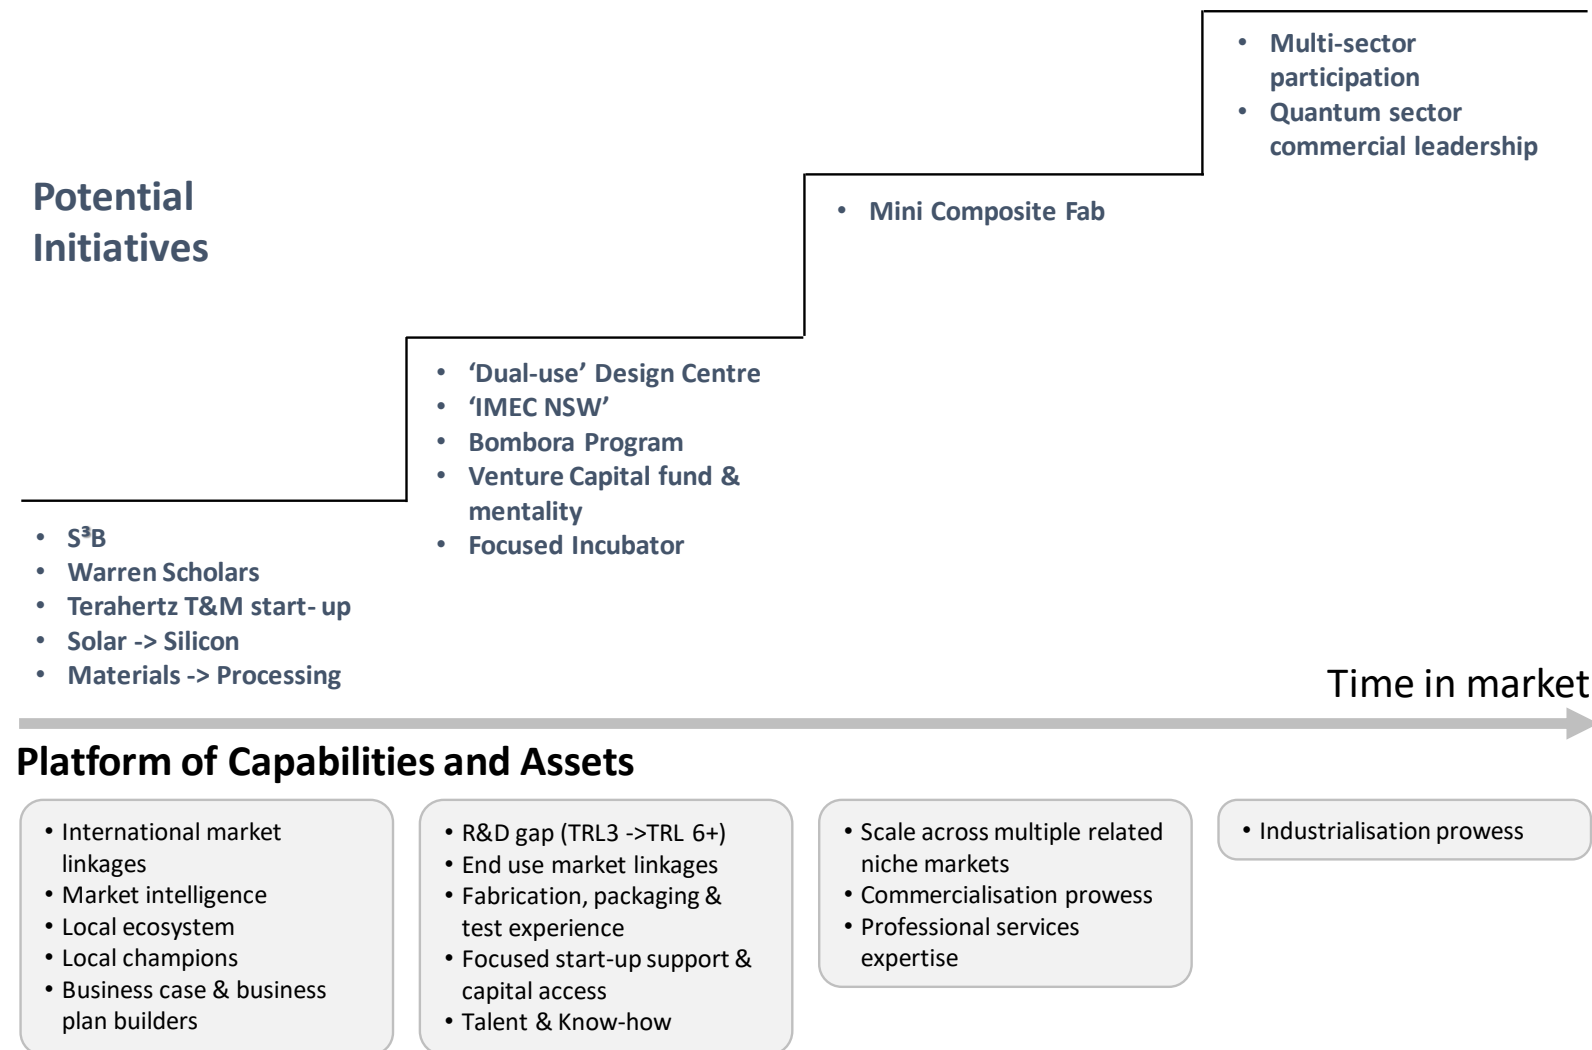 Potential
Initiatives
• Multi-sector
participation
• Quantum sector
commercial leadership
• Mini Composite Fab
• ‘Dual-use’ Design Centre
• ‘IMEC NSW’
• Bombora Program
• Venture Capital fund &
mentality
• Focused Incubator
• S³B
• Warren Scholars
• Terahertz T&M start- up
• Solar -> Silicon
• Materials -> Processing
Time in market
Platform of Capabilities and Assets
• International market
linkages
• Market intelligence
• Local ecosystem
• Local champions
• Business case & business
plan builders
• R&D gap (TRL3 ->TRL 6+)
• End use market linkages
• Fabrication, packaging &
test experience
• Focused start-up support &
capital access
• Talent & Know-how
• Scale across multiple related
niche markets
• Commercialisation prowess
• Professional services
expertise
• Industrialisation prowess